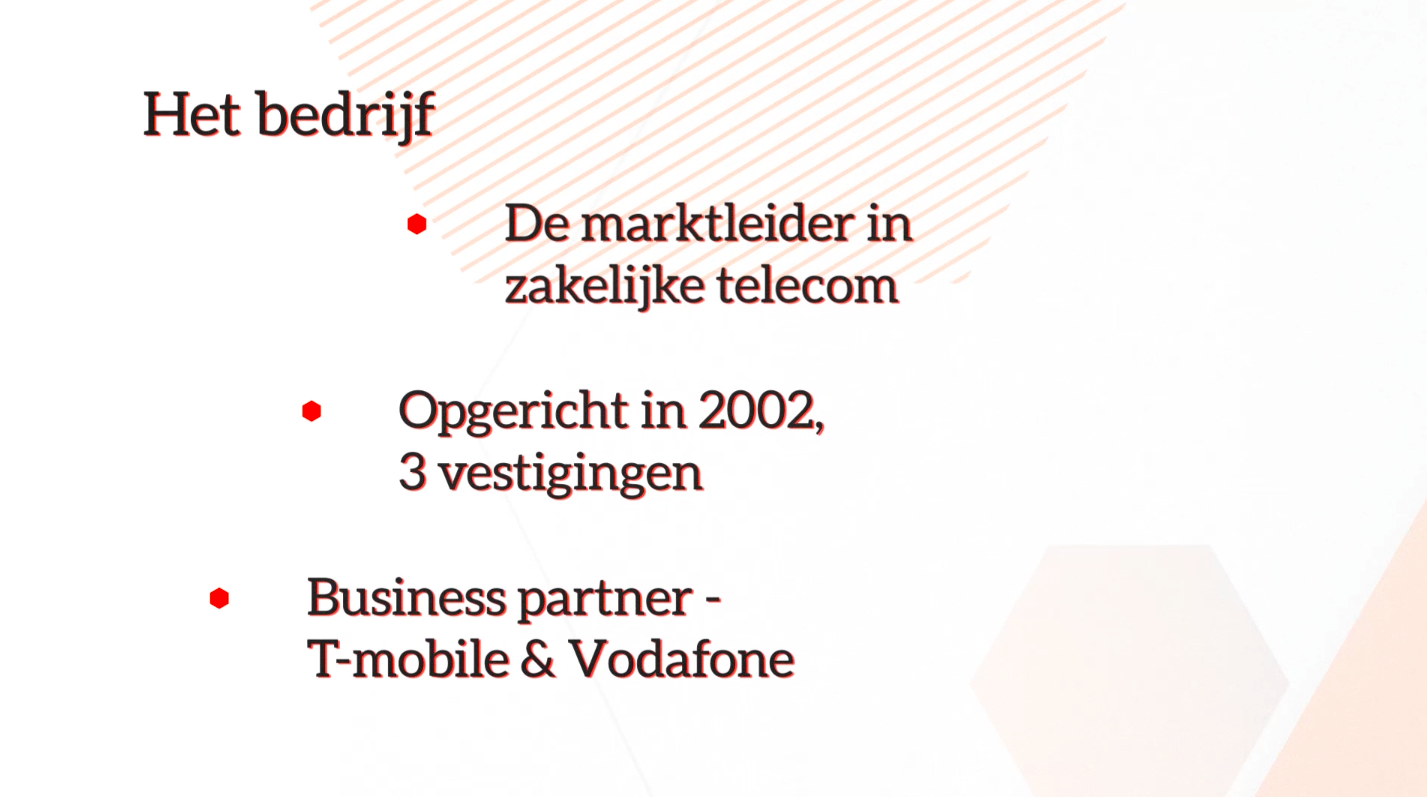 Het bedrijf
De marktleider in
zakelijke telecom
Opgericht in 2002,
3 vestigingen
Business partner -
T-mobile & Vodafone